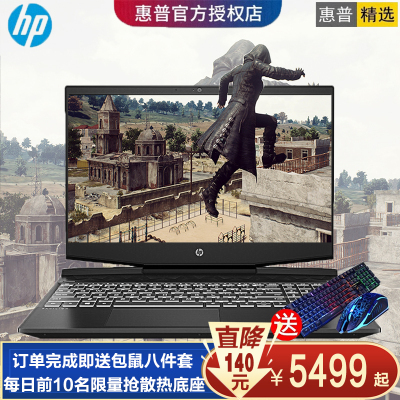 hp
惠普官方授权店
惠普 精选
hp
送
订单完成即送包鼠八件套
每日前10名限量抢散热底座
直降
140
元
¥5499起